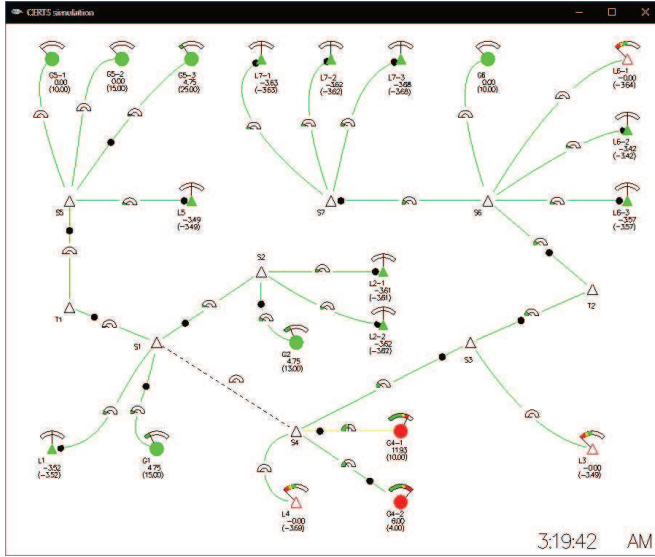 CERTS simulation
G5-1
0.00
(10.00)
G5-2
0.00
(15.00)
G5-3
4.75
(25.00)
L7-1
-3.63
(-3.63)
L7-2
-3.62
(-3.62)
L7-3
-3.68
(-3.68)
G6
0.00
(10.00)
L6-1
-0.00
(-3.64)
L6-2
-3.42
(-3.42)
S5
L5
-3.49
(-3.49)
S7
S6
L6-3
-3.57
(-3.57)
S2
L2-1
-3.61
(-3.61)
T2
T1
L2-2
-3.62
(-3.62)
S1
G2
4.75
(13.00)
S3
L1
-3.52
(-3.52)
G1
4.75
(15.00)
S4
G4-1
11.93
(10.00)
L3
-0.00
(-3.49)
L4
-0.00
(-3.69)
G4-2
6.00
(4.00)
3:19:42 AM